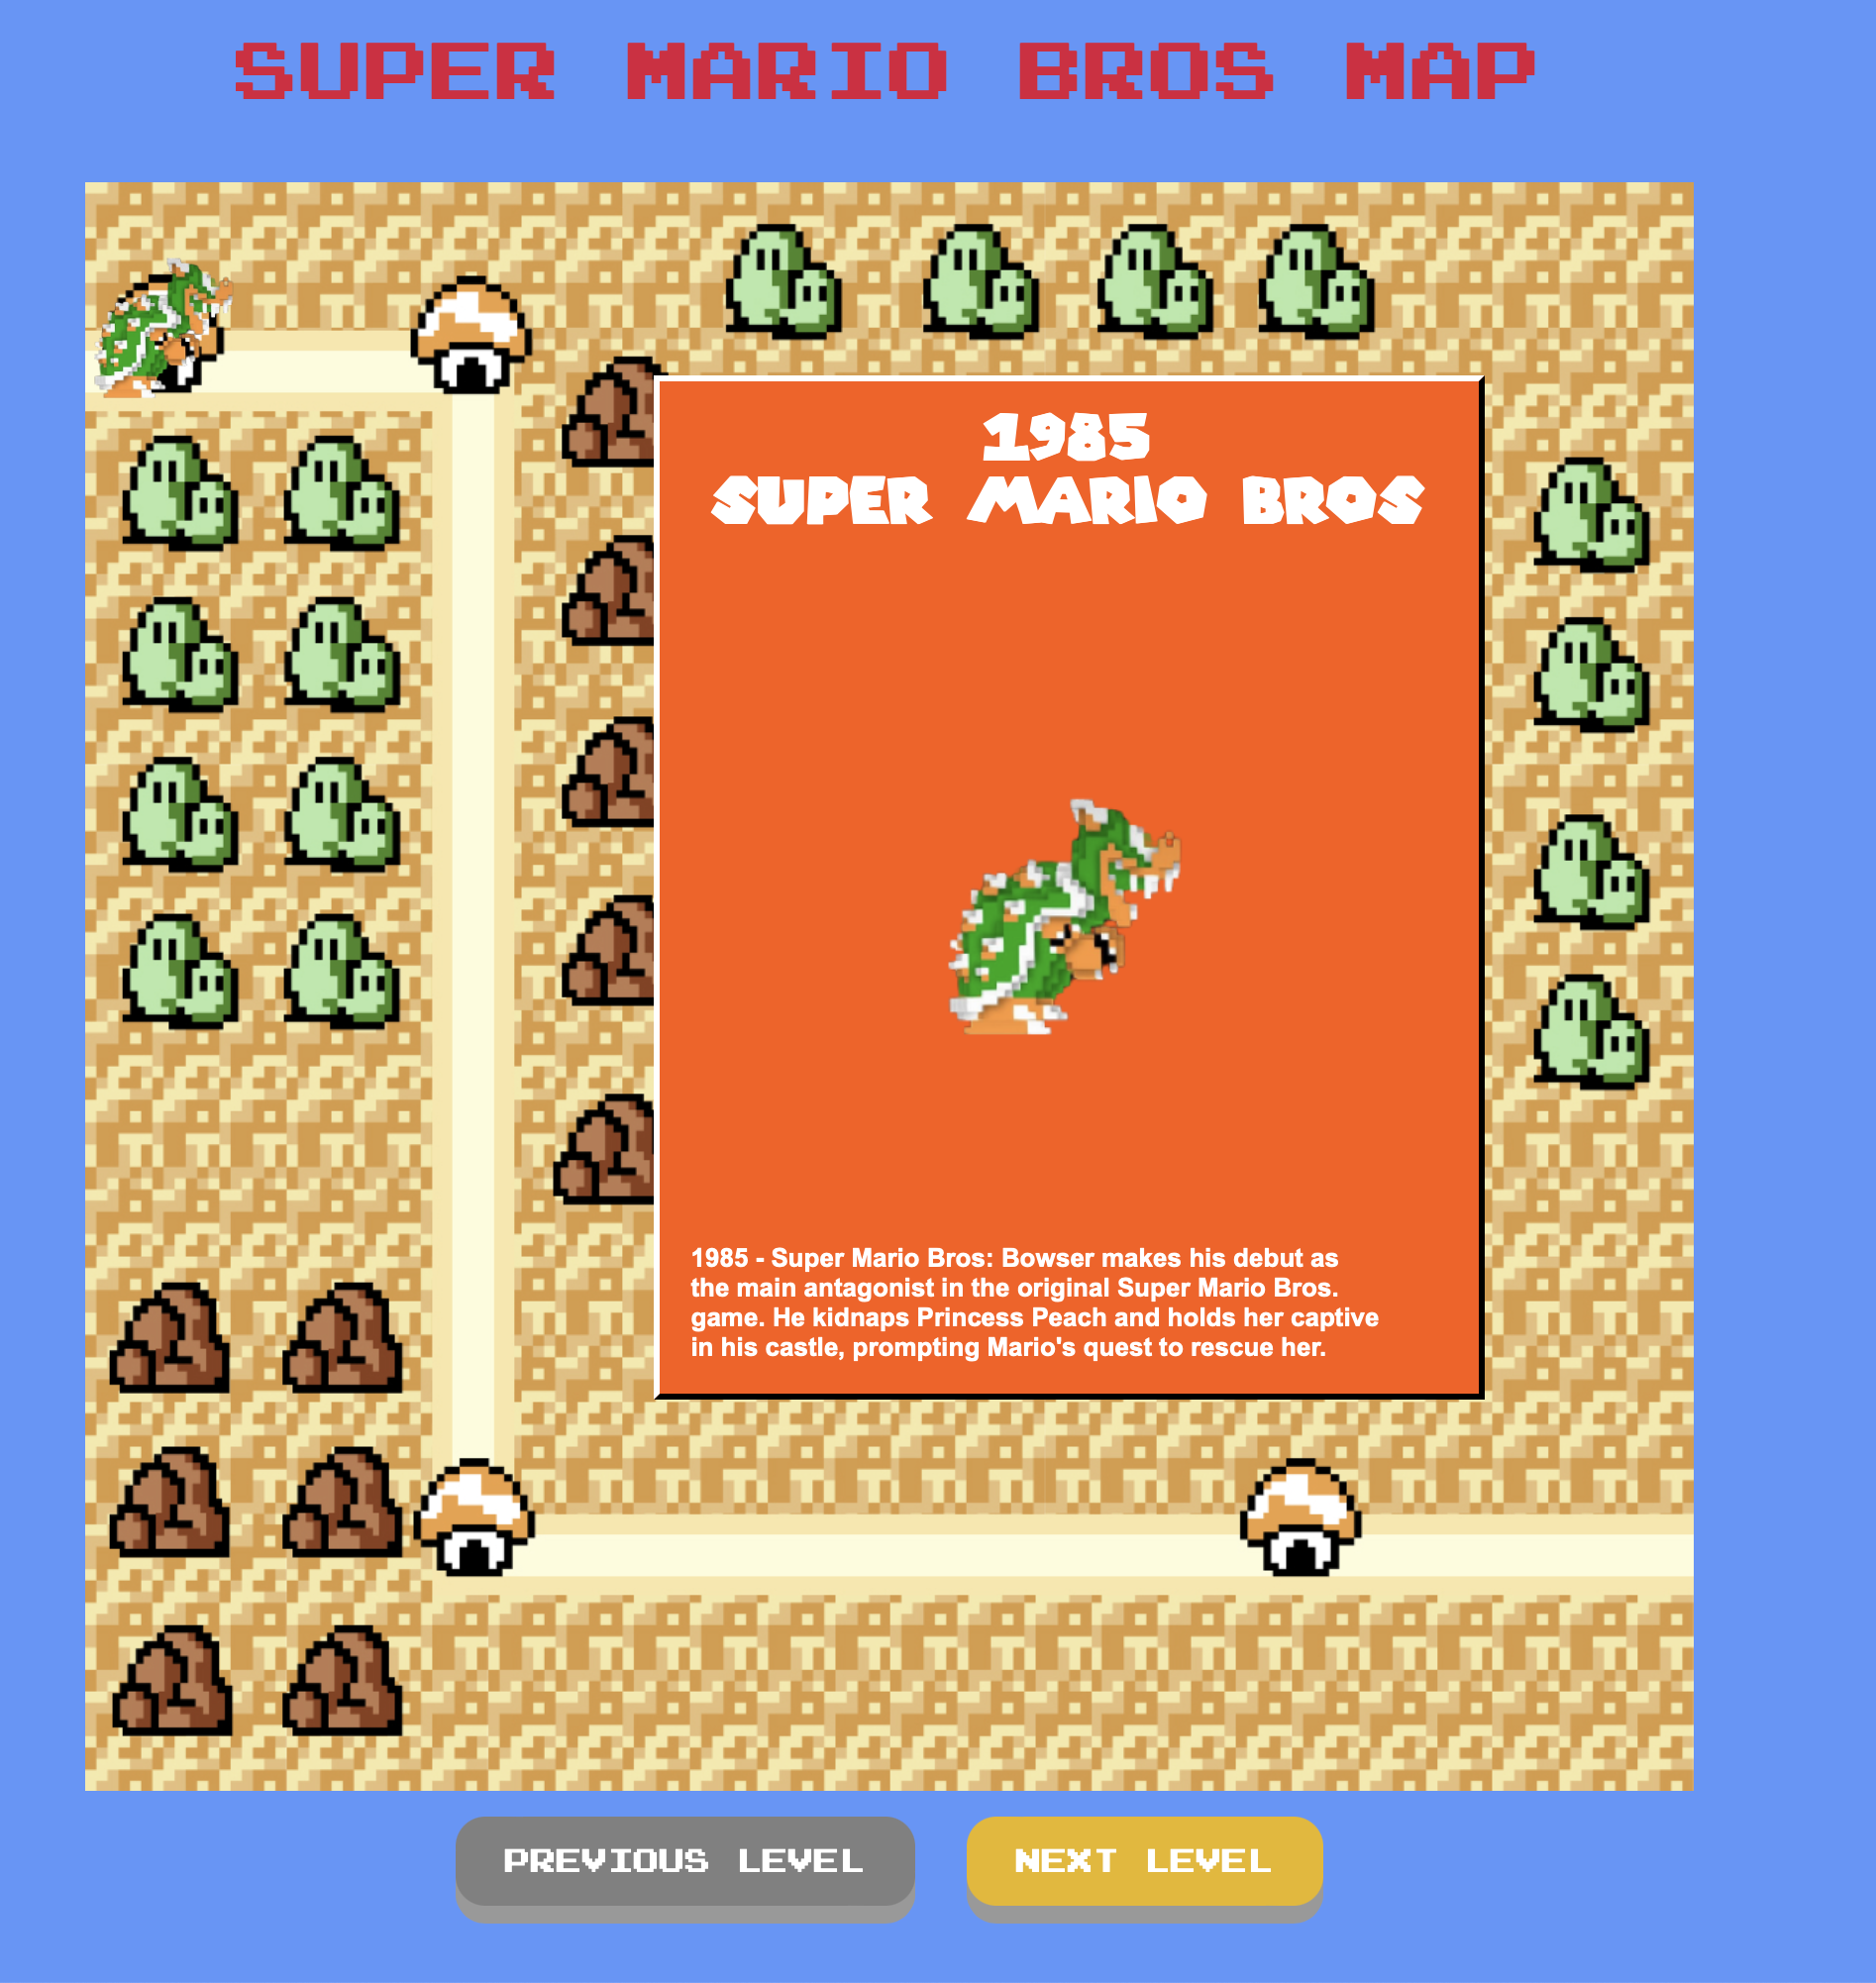 SUPER MARIO BROS MAP
1985
SUPER MARIO BROS
1985 - Super Mario Bros: Bowser makes his debut as
the main antagonist in the original Super Mario Bros.
game. He kidnaps Princess Peach and holds her captive
in his castle, prompting Mario's quest to rescue her.
PREVIOUS LEVEL
NEXT LEVEL